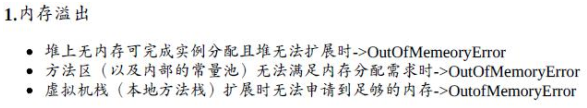 1.内存溢出
堆上无内存可完成实例分配且堆无法扩展时->OutOfMemeoryError
方法区（以及内部的常量池）无法满足内存分配需求时->OutOfMemoryError
虚拟机栈（本地方法栈）扩展时无法申请到足够的内存->OutofMemoryError